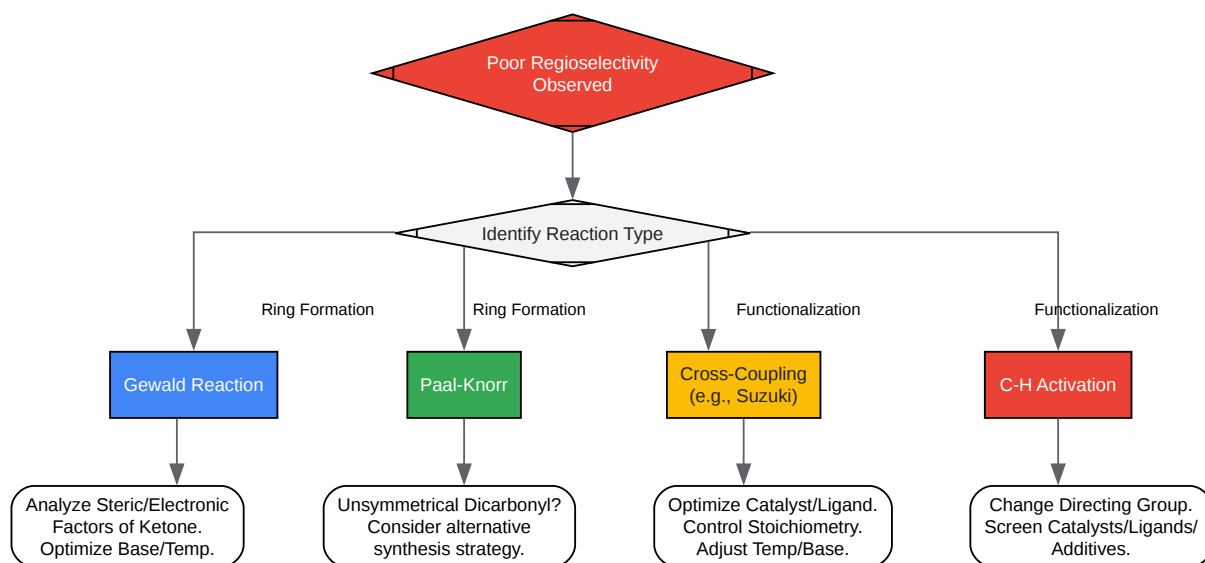 Poor Regioselectivity
Observed
Identify Reaction Type
Ring Formation
Ring Formation
Functionalization
Functionalization
Gewald Reaction
Paal-Knorr
Cross-Coupling
(e.g., Suzuki)
C-H Activation
Analyze Steric/Electronic
Factors of Ketone.
Optimize Base/Temp.
Unsymmetrical Dicarbonyl?
Consider alternative
synthesis strategy.
Optimize Catalyst/Ligand.
Control Stoichiometry.
Adjust Temp/Base.
Change Directing Group.
Screen Catalysts/Ligands/
Additives.